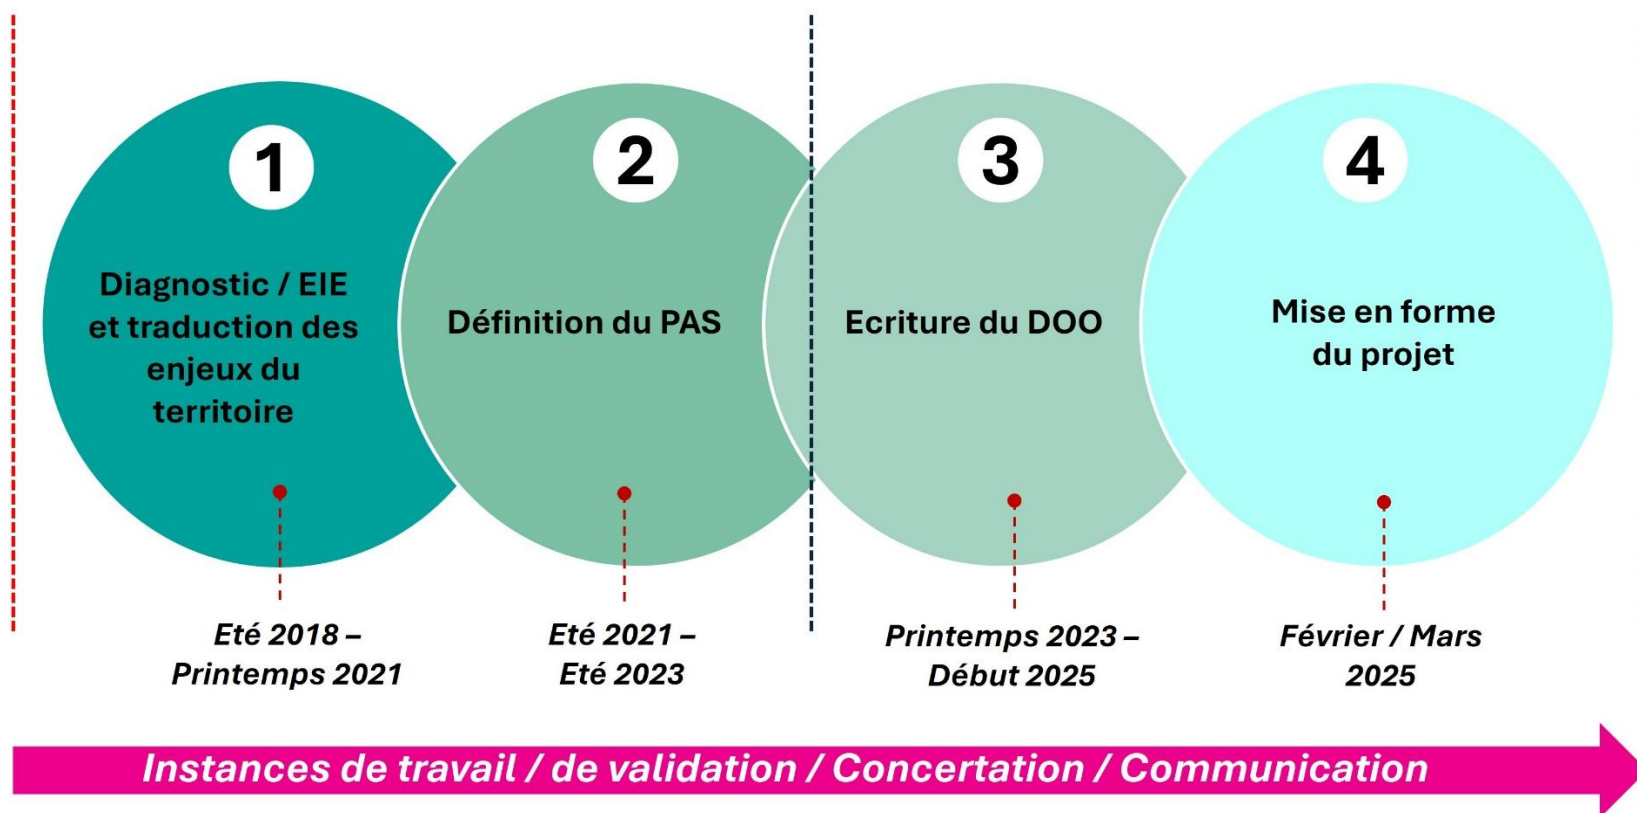 1
Diagnostic / EIE
et traduction des
enjeux du
territoire
Eté 2018 –
Printemps 2021
2
Définition du PAS
Eté 2021 –
Eté 2023
3
Ecriture du DOO
Printemps 2023 –
Début 2025
4
Mise en forme
du projet
Février / Mars
2025
Instances de travail / de validation / Concertation / Communication